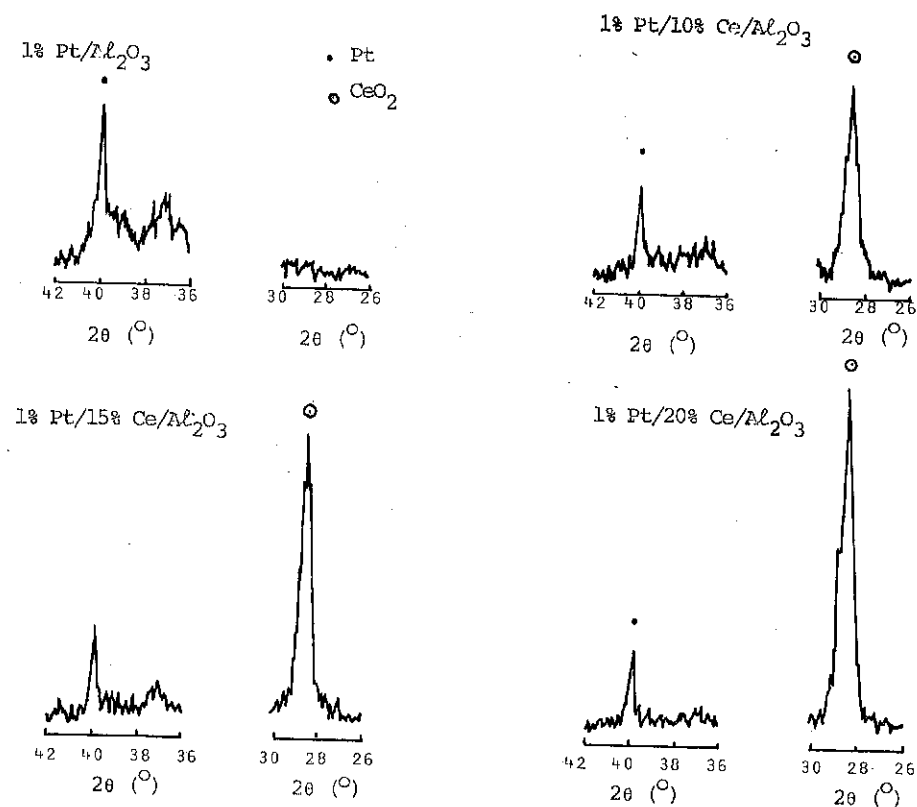 1% Pt/Al₂O₃
• Pt
⊙ CeO₂
42 40 38 36
2θ (°)
30 28 26
2θ (°)
1% Pt/10% Ce/Al₂O₃
42 40 38 36
2θ (°)
30 28 26
2θ (°)
1% Pt/15% Ce/Al₂O₃
42 40 38 36
2θ (°)
30 28 26
2θ (°)
1% Pt/20% Ce/Al₂O₃
42 40 38 36
2θ (°)
30 28 26
2θ (°)